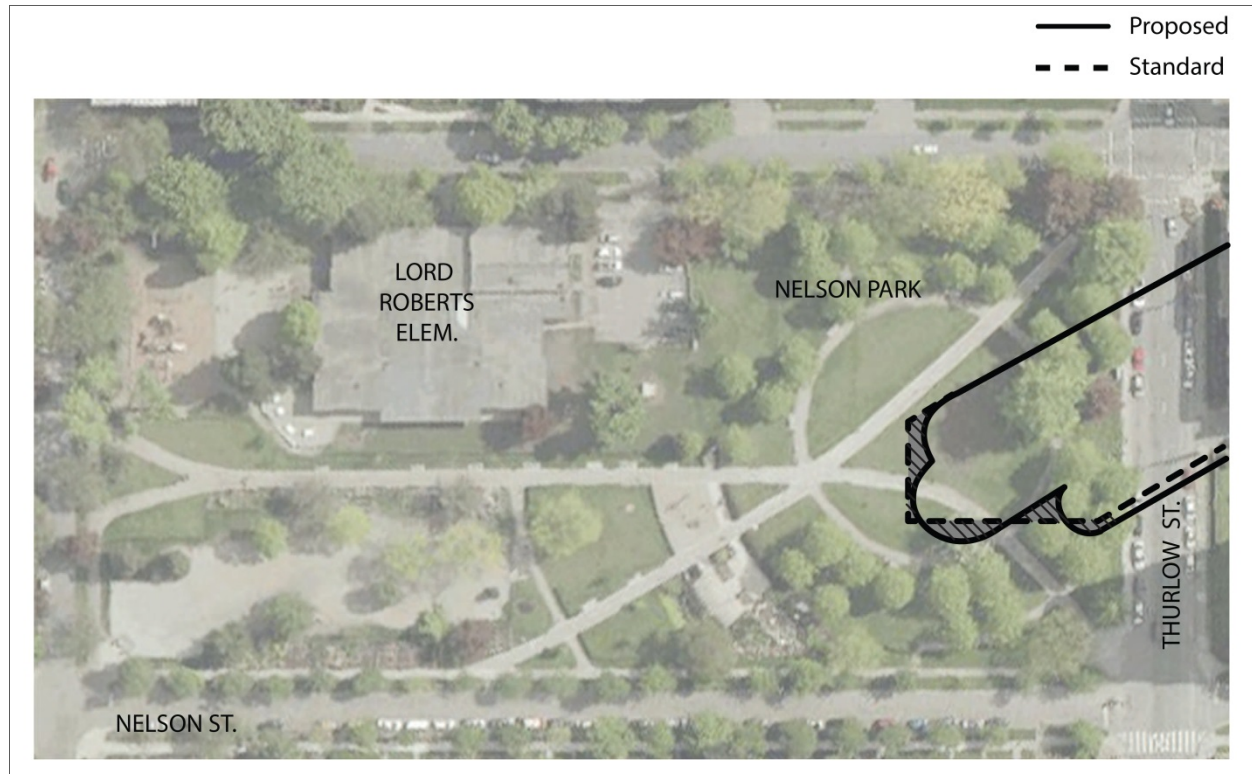 Proposed
Standard
LORD
ROBERTS
ELEM.
NELSON PARK
THURLOW ST.
NELSON ST.